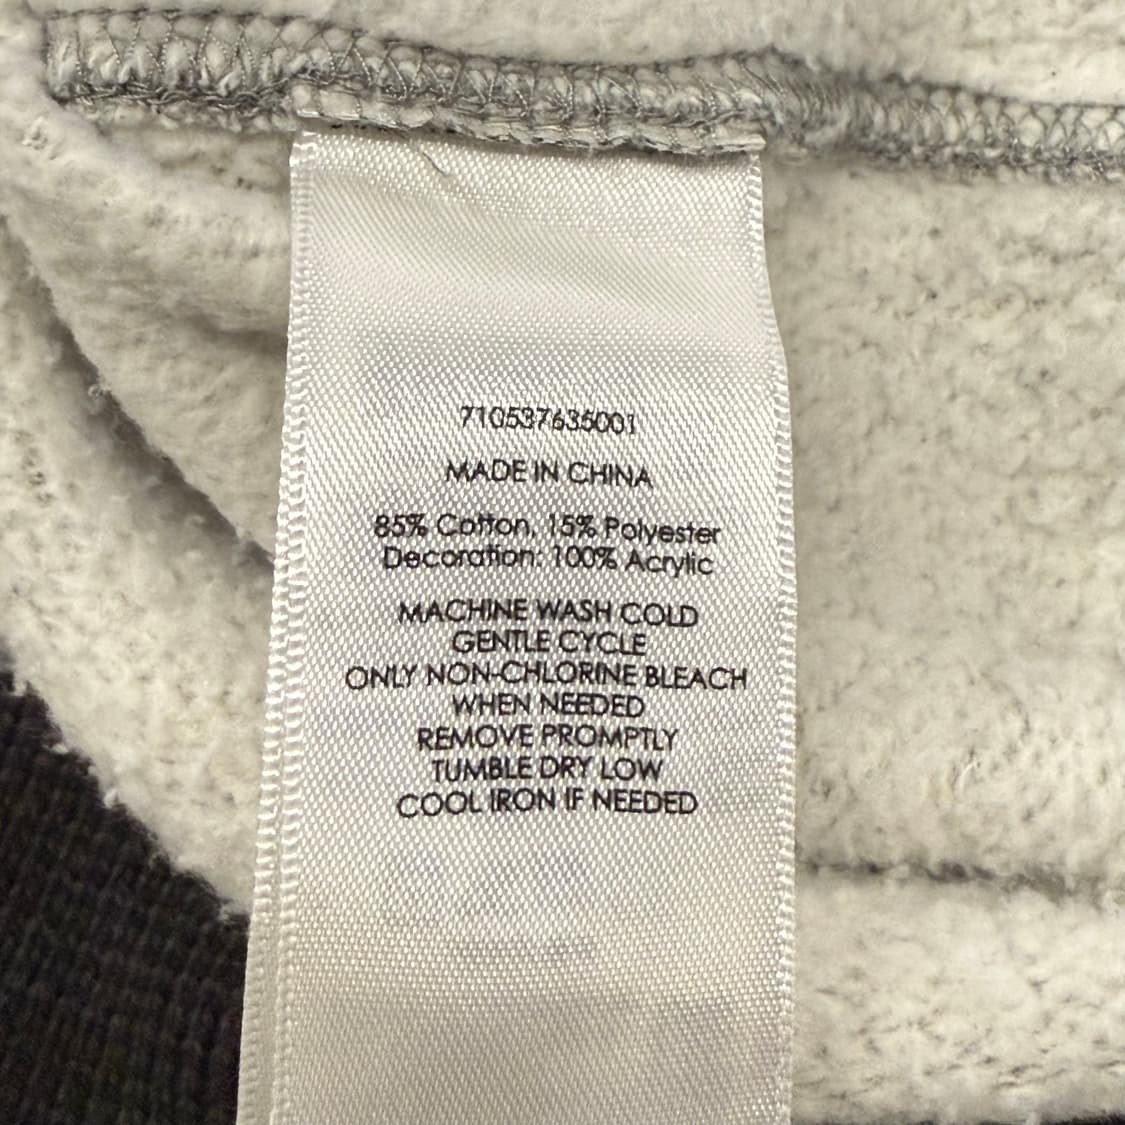 710537635001
MADE IN CHINA
85% Cotton, 15% Polyester
Decoration: 100% Acrylic
MACHINE WASH COLD
GENTLE CYCLE
ONLY NON-CHLORINE BLEACH
WHEN NEEDED
REMOVE PROMPTLY
TUMBLE DRY LOW
COOL IRON IF NEEDED